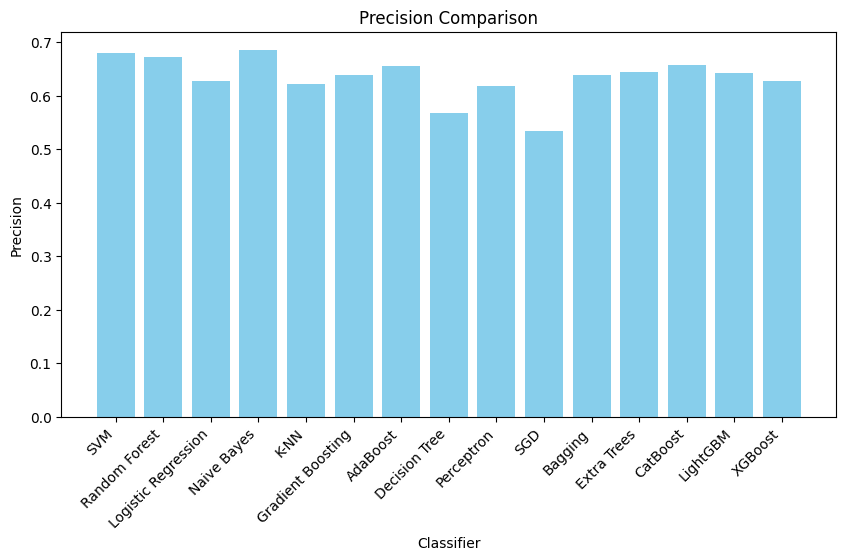 Precision Comparison
Precision
0.7
0.6
0.5
0.4
0.3
0.2
0.1
0.0
SVM
Random Forest
Logistic Regression
Naive Bayes
K-NN
Gradient Boosting
AdaBoost
Decision Tree
Perceptron
SGD
Bagging
Extra Trees
CatBoost
LightGBM
XGBoost
Classifier